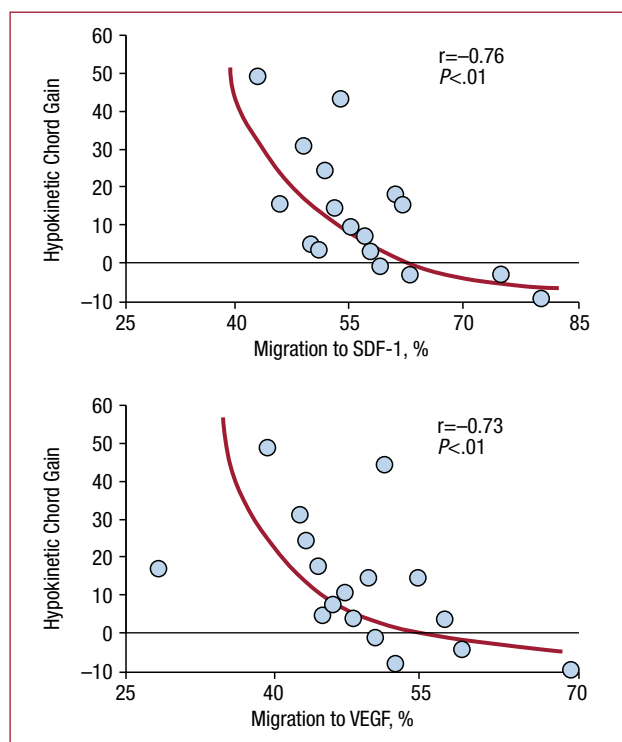 60
50
40
30
20
10
0
−10
Hypokinetic Chord Gain
r=−0.76
P<.01
25 40 55 70 85
Migration to SDF-1, %
60
50
40
30
20
10
0
−10
Hypokinetic Chord Gain
r=−0.73
P<.01
25 40 55 70
Migration to VEGF, %